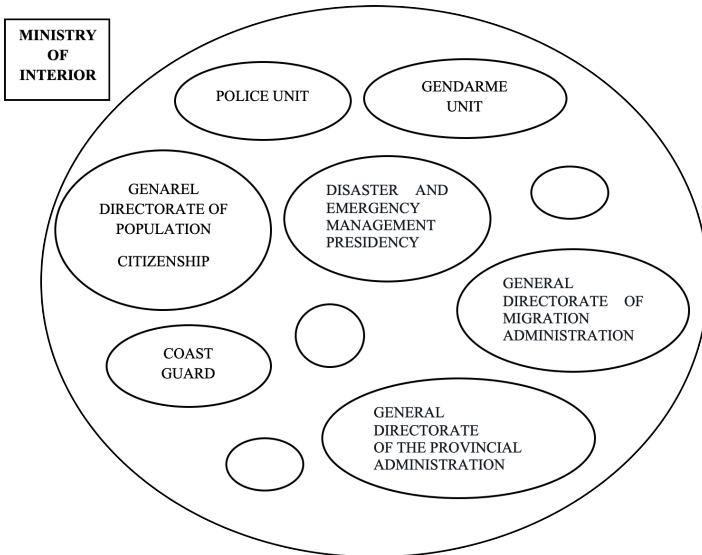 MINISTRY
OF
INTERIOR
POLICE UNIT
GENDARME
UNIT
GENAREL
DIRECTORATE OF
POPULATION
CITIZENSHIP
DISASTER AND
EMERGENCY
MANAGEMENT
PRESIDENCY
GENERAL
DIRECTORATE OF
MIGRATION
ADMINISTRATION
COAST
GUARD
GENERAL
DIRECTORATE
OF THE PROVINCIAL
ADMINISTRATION